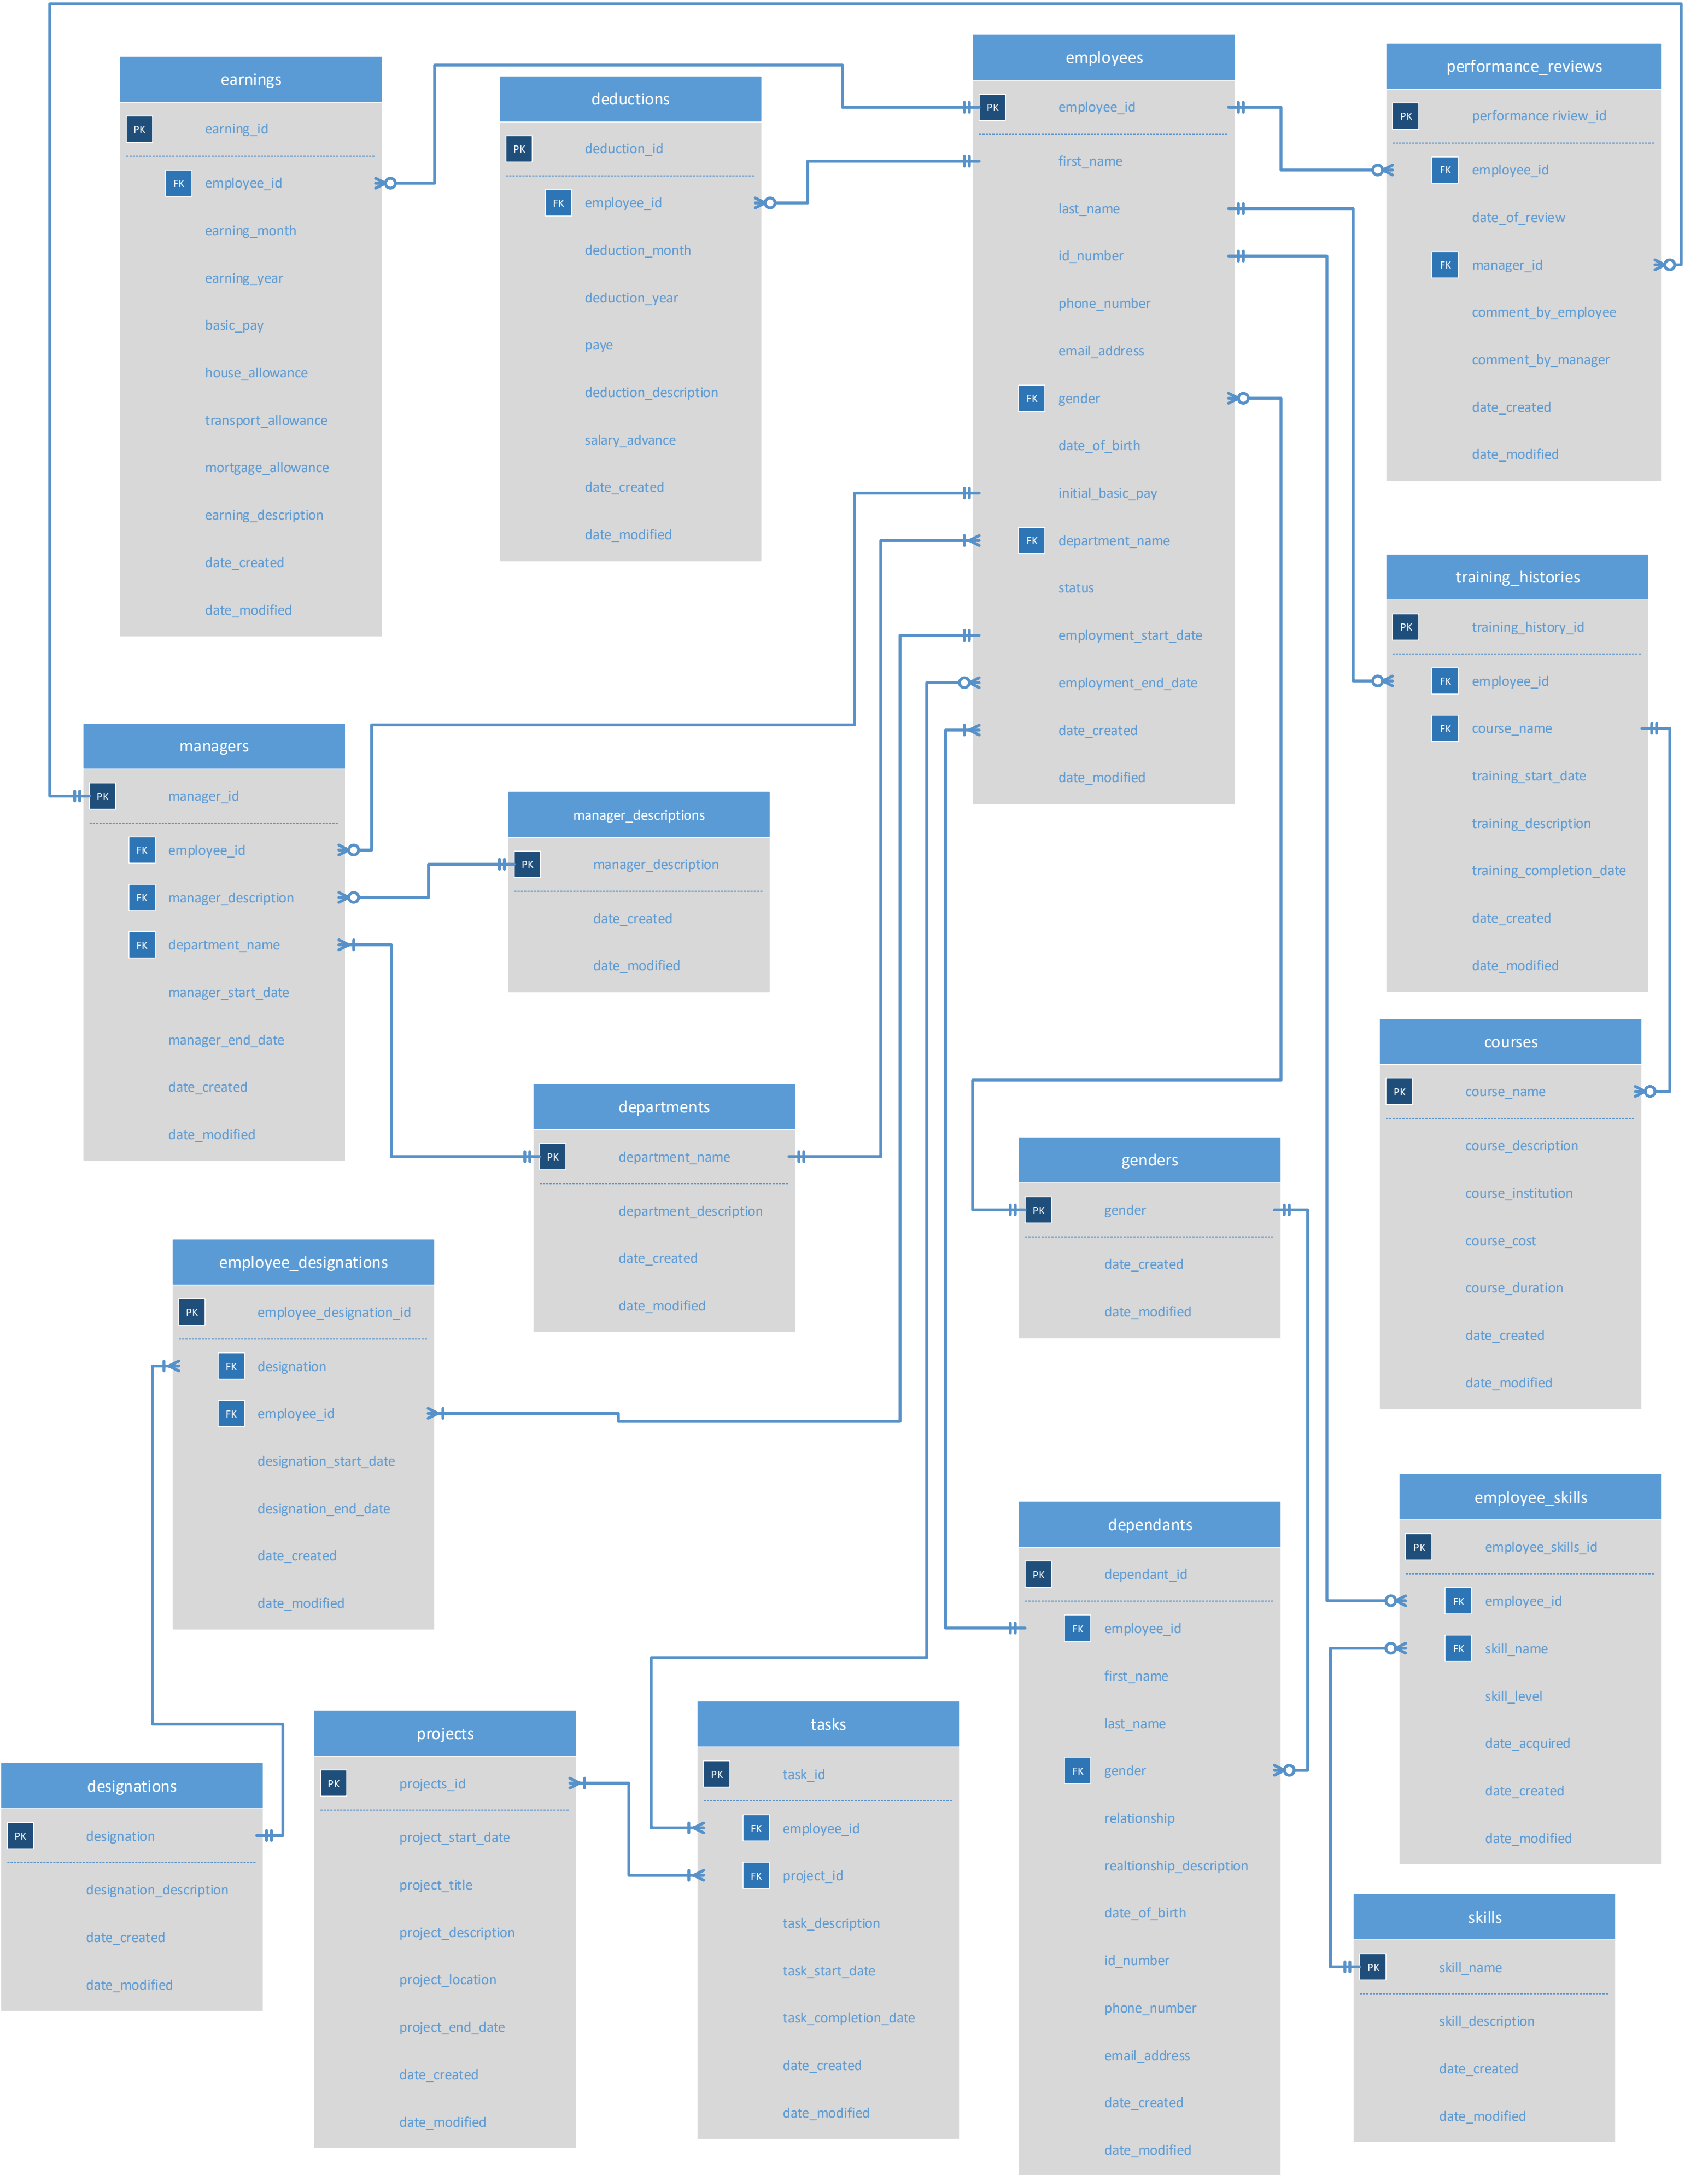 earnings
PK earning_id
FK employee_id
earning_month
earning_year
basic_pay
house_allowance
transport_allowance
mortgage_allowance
earning_description
date_created
date_modified
deductions
PK deduction_id
FK employee_id
deduction_month
deduction_year
paye
deduction_description
salary_advance
date_created
date_modified
employees
PK employee_id
first_name
last_name
id_number
phone_number
email_address
FK gender
date_of_birth
initial_basic_pay
FK department_name
status
employment_start_date
employment_end_date
date_created
date_modified
performance_reviews
PK performance riview_id
FK employee_id
date_of_review
FK manager_id
comment_by_employee
comment_by_manager
date_created
date_modified
training_histories
PK training_history_id
FK employee_id
FK course_name
training_start_date
training_description
training_completion_date
date_created
date_modified
managers
PK manager_id
FK employee_id
FK manager_description
FK department_name
manager_start_date
manager_end_date
date_created
date_modified
manager_descriptions
PK manager_description
date_created
date_modified
departments
PK department_name
department_description
date_created
date_modified
genders
PK gender
date_created
date_modified
courses
PK course_name
course_description
course_institution
course_cost
course_duration
date_created
date_modified
employee_designations
PK employee_designation_id
FK designation
FK employee_id
designation_start_date
designation_end_date
date_created
date_modified
designations
PK designation
designation_description
date_created
date_modified
projects
PK projects_id
project_start_date
project_title
project_description
project_location
project_end_date
date_created
date_modified
tasks
PK task_id
FK employee_id
FK project_id
task_description
task_start_date
task_completion_date
date_created
date_modified
dependants
PK dependant_id
FK employee_id
first_name
last_name
FK gender
relationship
realtionship_description
date_of_birth
id_number
phone_number
email_address
date_created
date_modified
employee_skills
PK employee_skills_id
FK employee_id
FK skill_name
skill_level
date_acquired
date_created
date_modified
skills
PK skill_name
skill_description
date_created
date_modified